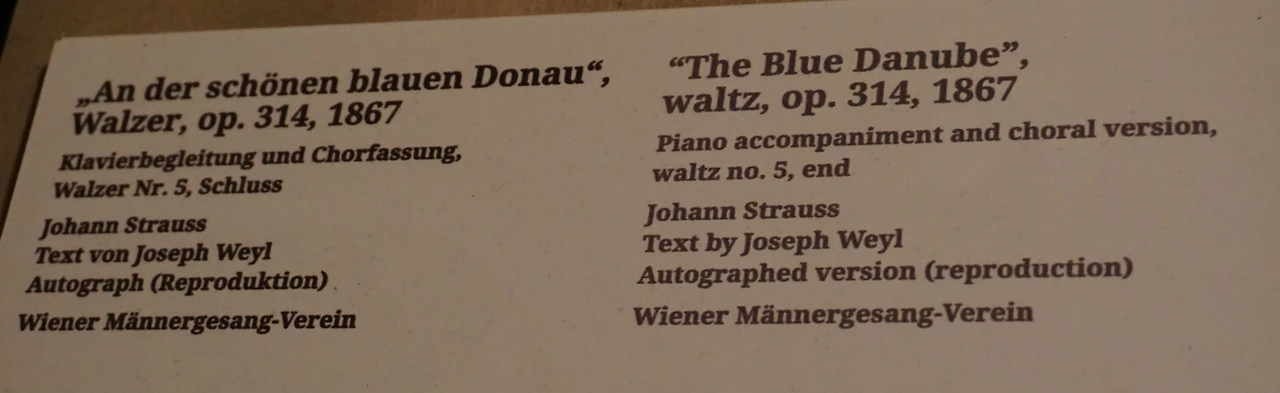 „An der schönen blauen Donau“,
Walzer, op. 314, 1867
Klavierbegleitung und Chorfassung,
Walzer Nr. 5, Schluss
Johann Strauss
Text von Joseph Weyl
Autograph (Reproduktion)
Wiener Männergesang-Verein
“The Blue Danube”,
waltz, op. 314, 1867
Piano accompaniment and choral version,
waltz no. 5, end
Johann Strauss
Text by Joseph Weyl
Autographed version (reproduction)
Wiener Männergesang-Verein